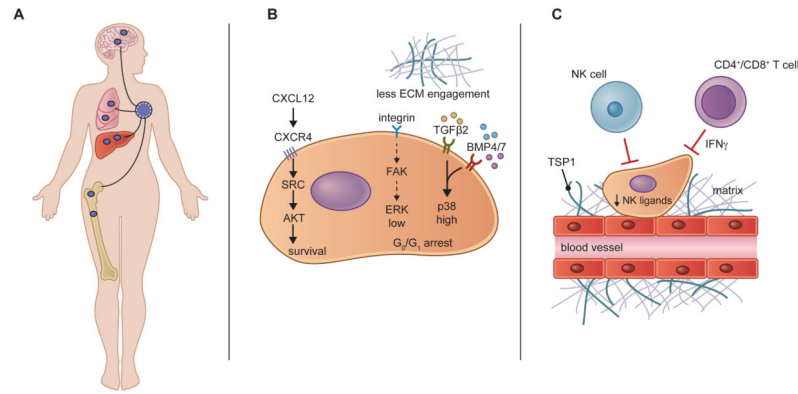 A
B
less ECM engagement
CXCL12
CXCR4
SRC
AKT
survival
integrin
FAK
ERK
low
TGFβ2
BMP4/7
p38
high
G₀/G₁ arrest
C
NK cell
CD4⁺/CD8⁺ T cell
IFNγ
TSP1
↓ NK ligands
matrix
blood vessel